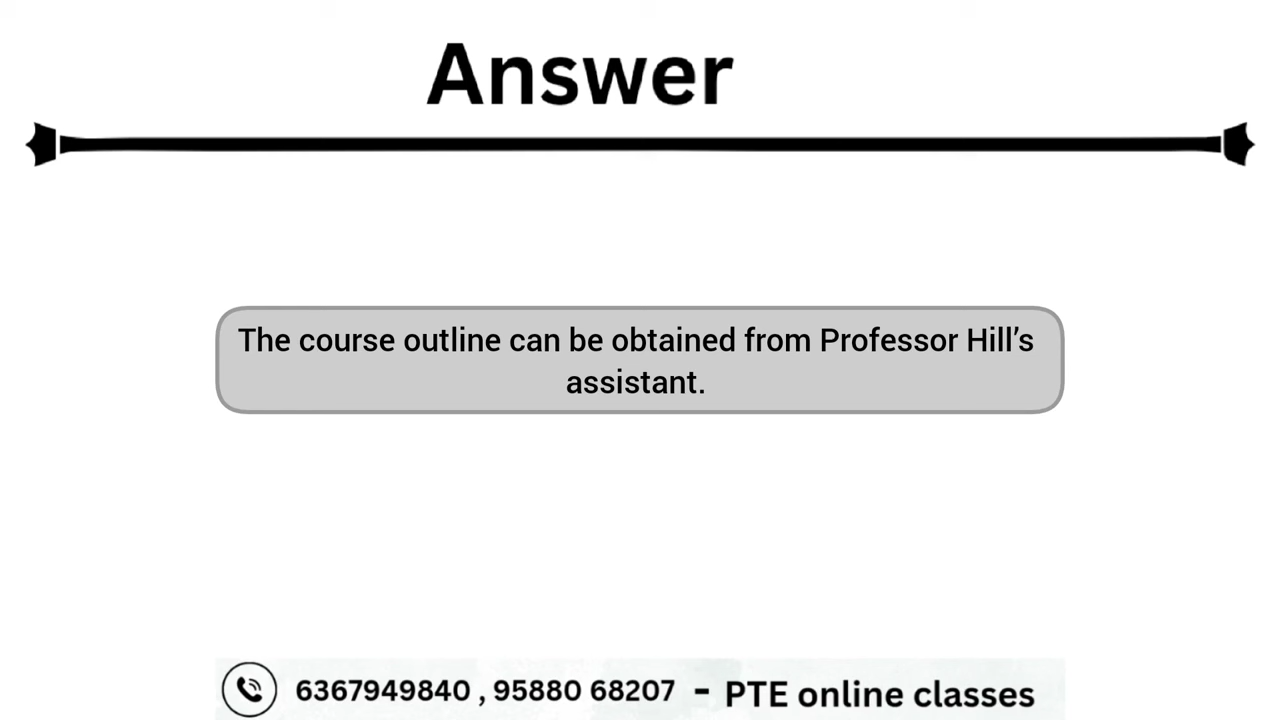 Answer
The course outline can be obtained from Professor Hill’s
assistant.
6367949840 , 95880 68207 - PTE online classes